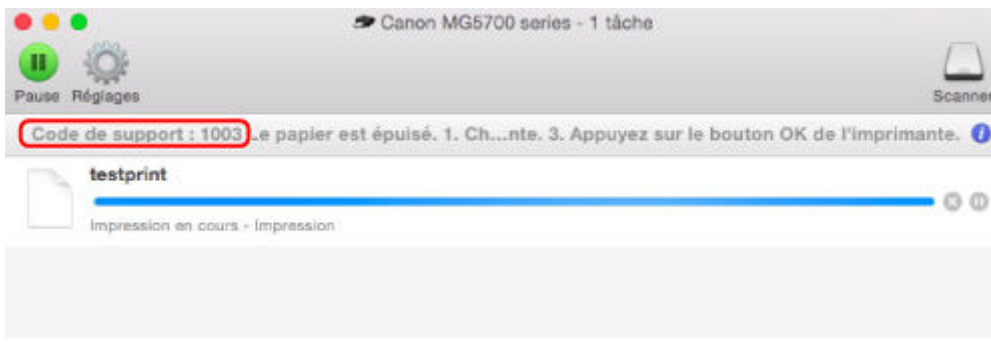 Canon MG5700 series - 1 tâche
Pause Réglages Scanner
Code de support : 1003 Le papier est épuisé. 1. Ch...nte. 3. Appuyez sur le bouton OK de l'imprimante.
testprint
Impression en cours - Impression